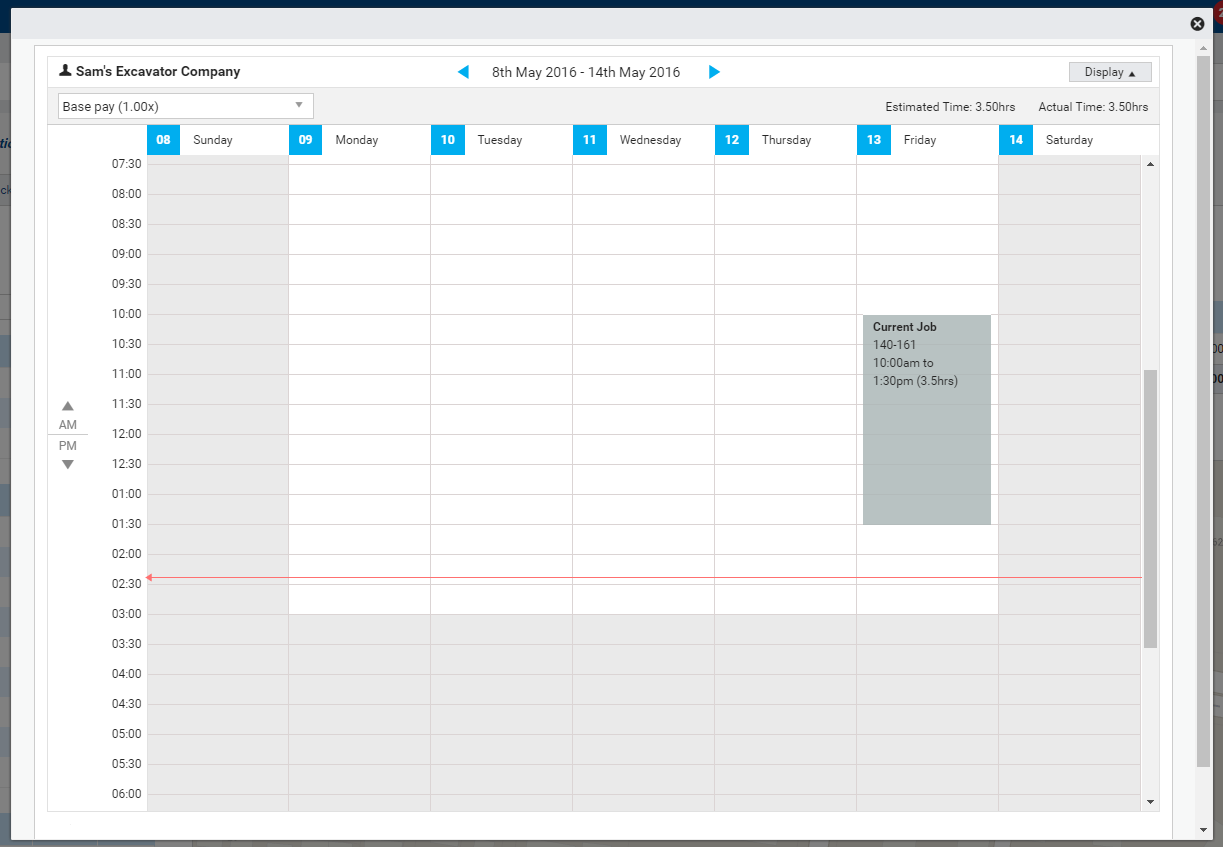 Sam's Excavator Company
8th May 2016 - 14th May 2016
Display
Base pay (1.00x)
Estimated Time: 3.50hrs
Actual Time: 3.50hrs
08 Sunday
09 Monday
10 Tuesday
11 Wednesday
12 Thursday
13 Friday
14 Saturday
07:30
08:00
08:30
09:00
09:30
10:00
10:30
11:00
11:30
12:00
12:30
01:00
01:30
02:00
02:30
03:00
03:30
04:00
04:30
05:00
05:30
06:00
AM
PM
Current Job
140-161
10:00am to
1:30pm (3.5hrs)